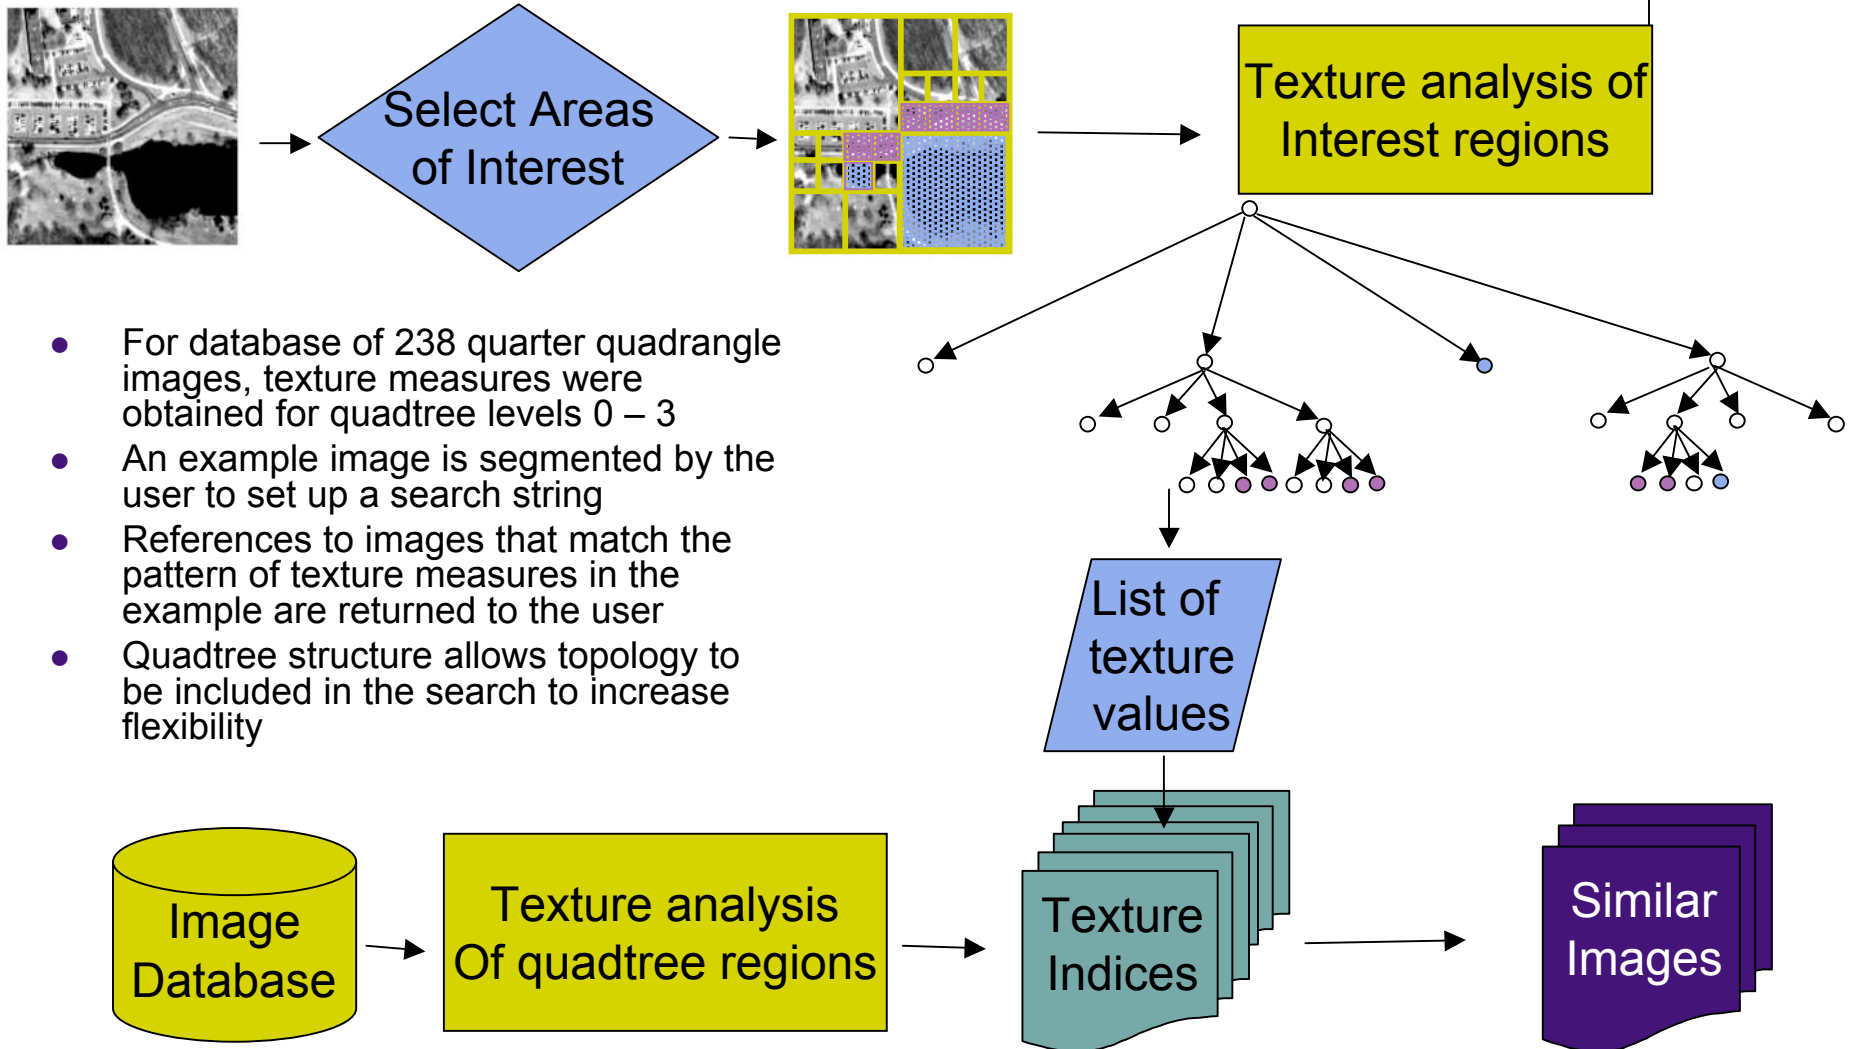 Select Areas
of Interest
Texture analysis of
Interest regions
● For database of 238 quarter quadrangle
images, texture measures were
obtained for quadtree levels 0 – 3
● An example image is segmented by the
user to set up a search string
● References to images that match the
pattern of texture measures in the
example are returned to the user
● Quadtree structure allows topology to
be included in the search to increase
flexibility
List of
texture
values
Image
Database
Texture analysis
Of quadtree regions
Texture
Indices
Similar
Images